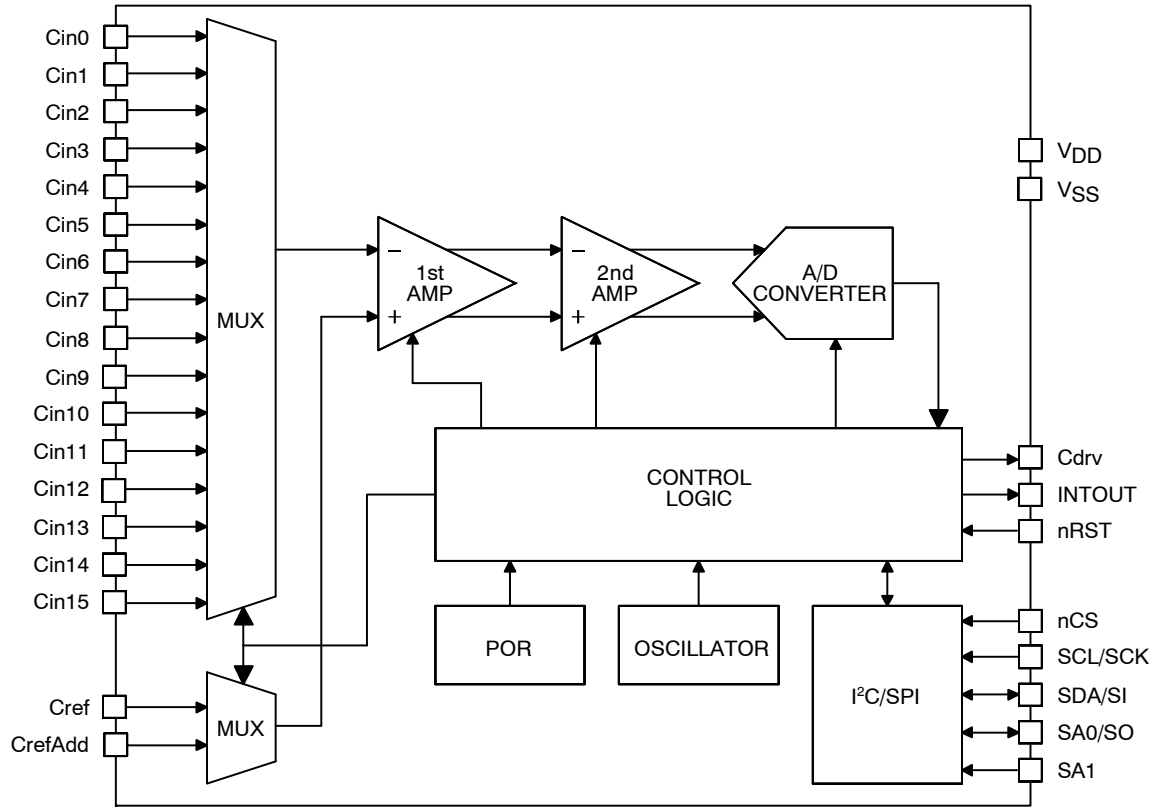 Cin0
Cin1
Cin2
Cin3
Cin4
Cin5
Cin6
Cin7
Cin8
Cin9
Cin10
Cin11
Cin12
Cin13
Cin14
Cin15
Cref
CrefAdd
MUX
MUX
−
1st
AMP
+
−
2nd
AMP
+
A/D
CONVERTER
CONTROL
LOGIC
POR
OSCILLATOR
I²C/SPI
VDD
VSS
Cdrv
INTOUT
nRST
nCS
SCL/SCK
SDA/SI
SA0/SO
SA1